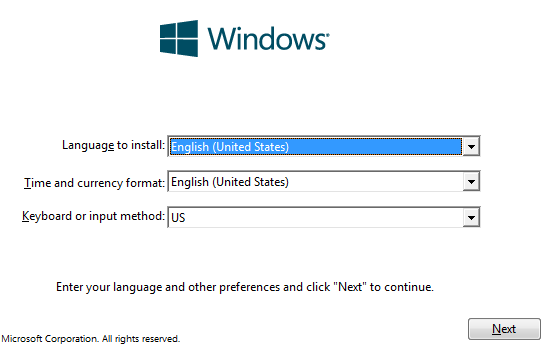 Windows
Language to install: English (United States)
Time and currency format: English (United States)
Keyboard or input method: US
Enter your language and other preferences and click "Next" to continue.
Next
Microsoft Corporation. All rights reserved.